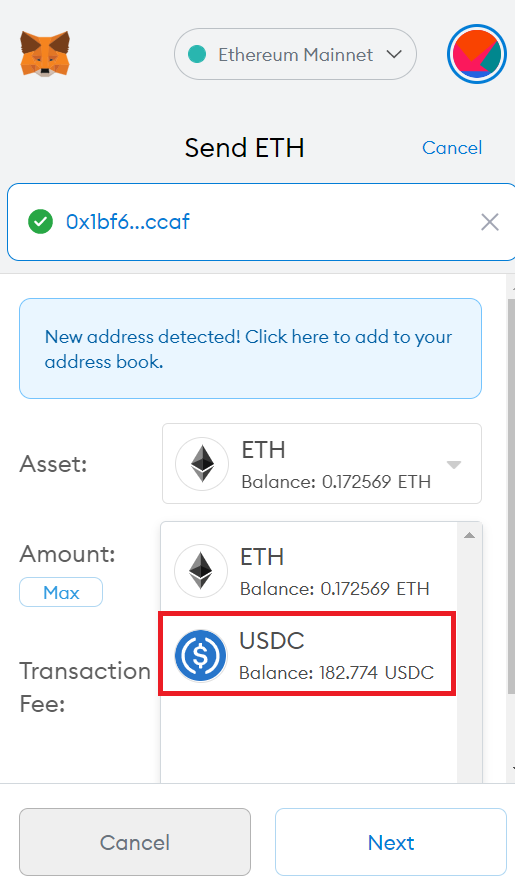 Ethereum Mainnet
Send ETH
Cancel
0x1bf6...ccaf
New address detected! Click here to add to your
address book.
Asset:
ETH
Balance: 0.172569 ETH
Amount:
Max
ETH
Balance: 0.172569 ETH
USDC
Balance: 182.774 USDC
Transaction
Fee:
Cancel
Next